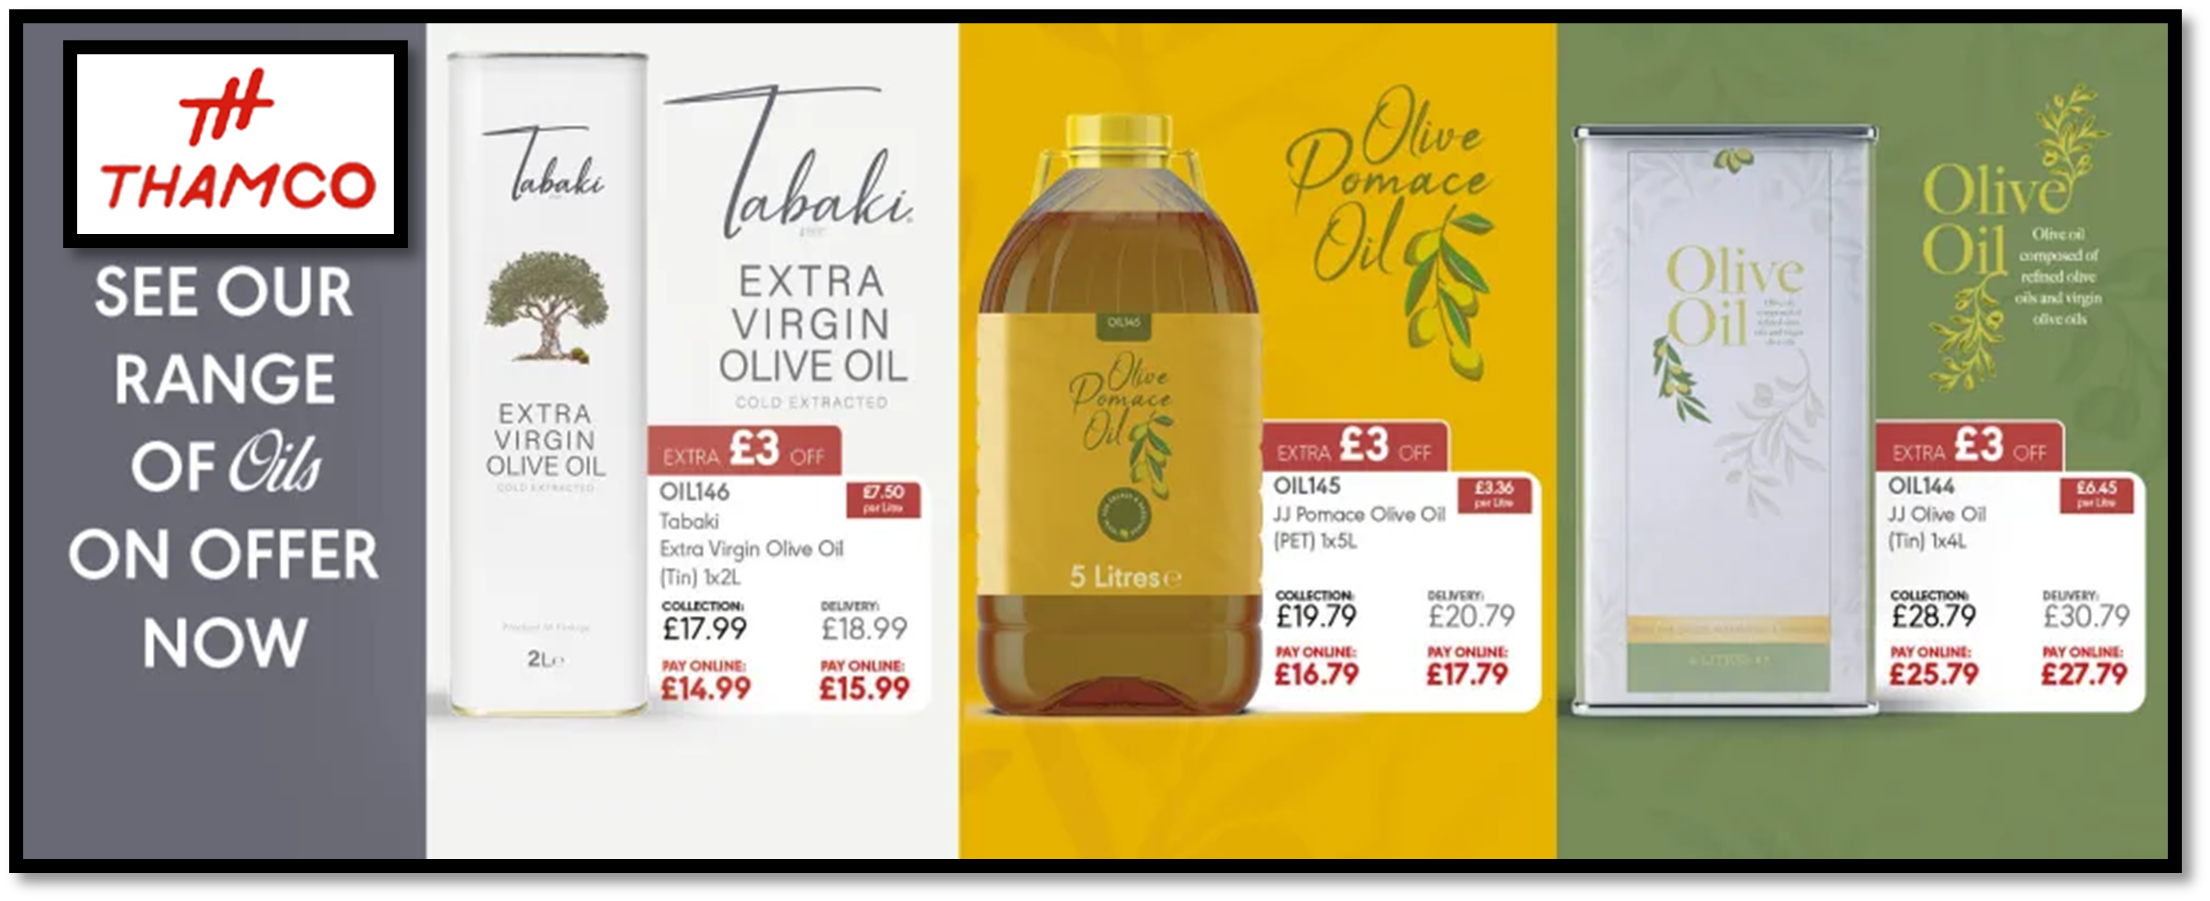 THAMCO
SEE OUR
RANGE
OF Oils
ON OFFER
NOW
Tabaki
EXTRA
VIRGIN
OLIVE OIL
COLD EXTRACTED
Product of Türkiye
2L℮
Tabaki
EXTRA
VIRGIN
OLIVE OIL
COLD EXTRACTED
EXTRA £3 OFF
OIL146
£7.50
per Litre
Tabaki
Extra Virgin Olive Oil
(Tin) 1x2L
COLLECTION: DELIVERY:
£17.99 £18.99
PAY ONLINE: PAY ONLINE:
£14.99 £15.99
OIL145
Olive
Pomace
Oil
5 Litres℮
Olive
Pomace
Oil
EXTRA £3 OFF
OIL145
£3.36
per Litre
JJ Pomace Olive Oil
(PET) 1x5L
COLLECTION: DELIVERY:
£19.79 £20.79
PAY ONLINE: PAY ONLINE:
£16.79 £17.79
Olive
Oil
Olive
Oil
Olive oil
composed of
refined olive
oils and virgin
olive oils
EXTRA £3 OFF
OIL144
£6.45
per Litre
JJ Olive Oil
(Tin) 1x4L
COLLECTION: DELIVERY:
£28.79 £30.79
PAY ONLINE: PAY ONLINE:
£25.79 £27.79